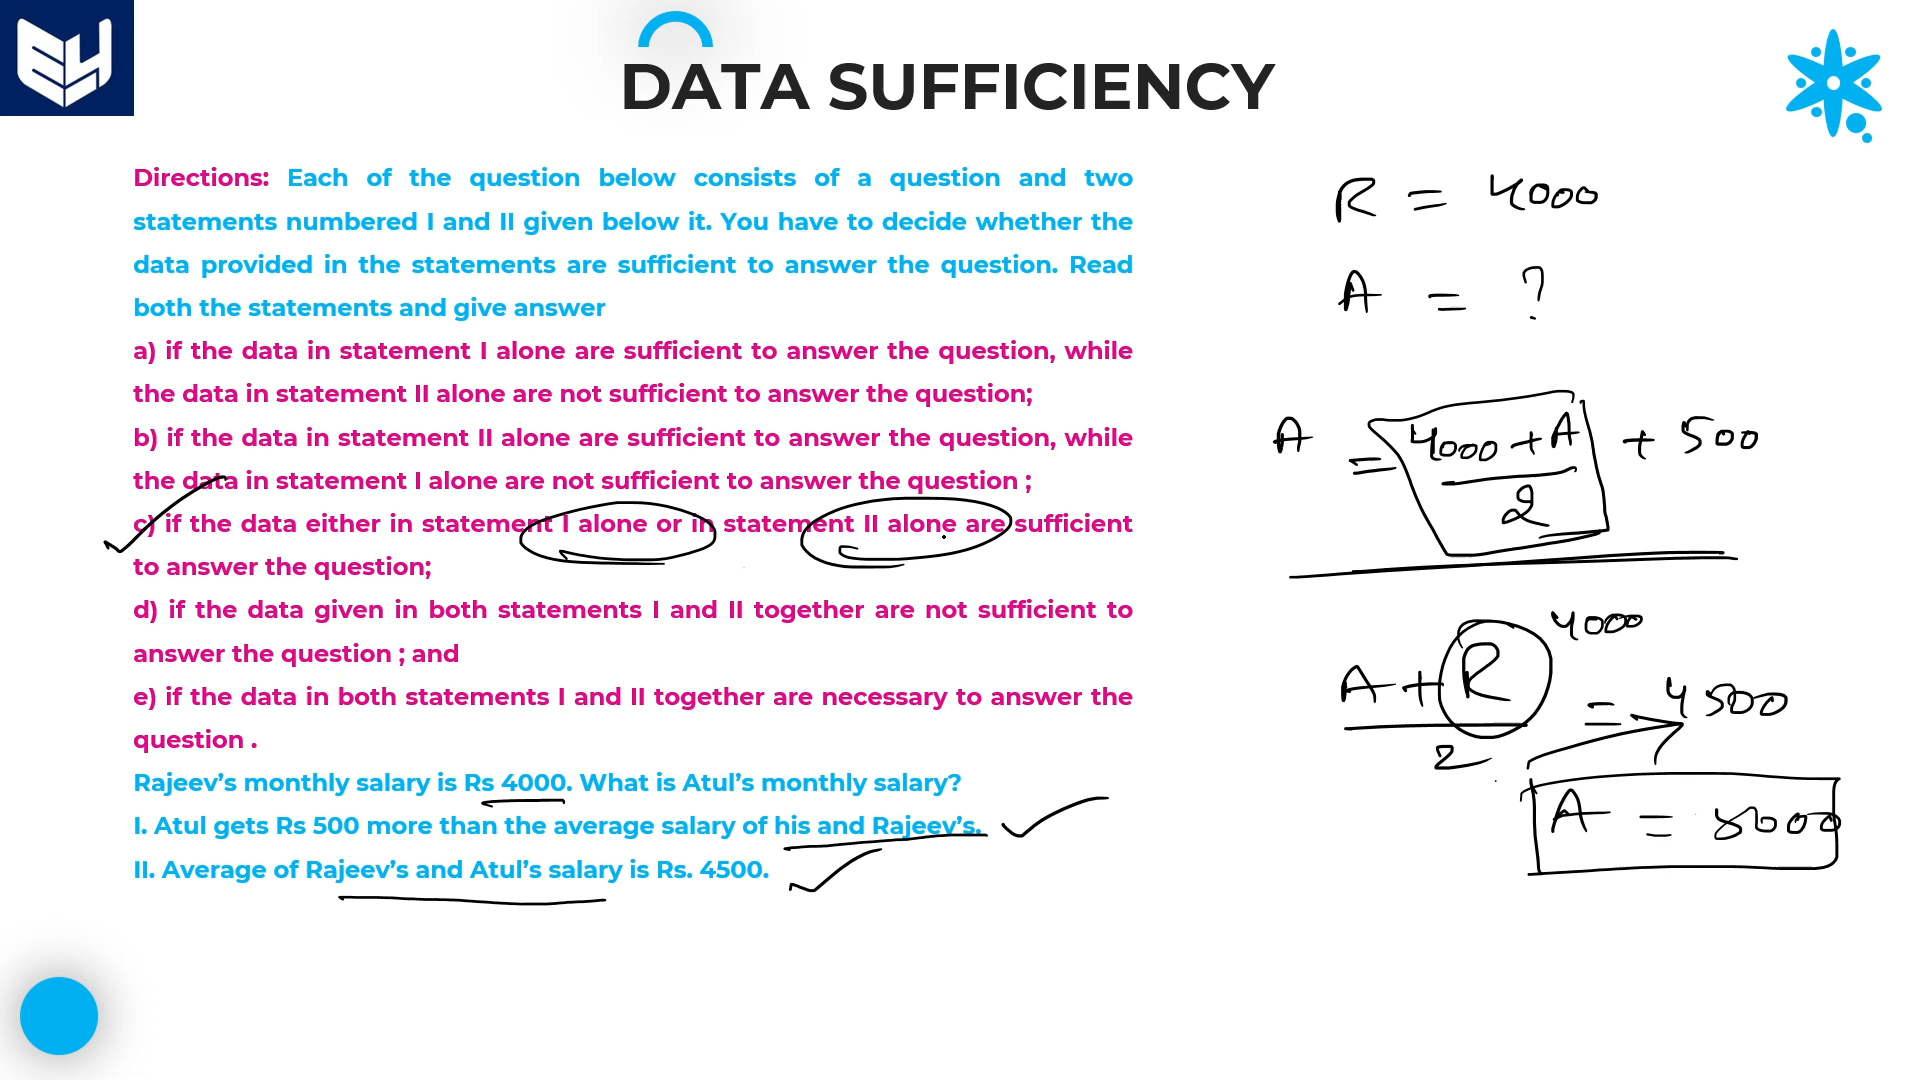 DATA SUFFICIENCY
Directions: Each of the question below consists of a question and two
statements numbered I and II given below it. You have to decide whether the
data provided in the statements are sufficient to answer the question. Read
both the statements and give answer
a) if the data in statement I alone are sufficient to answer the question, while
the data in statement II alone are not sufficient to answer the question;
b) if the data in statement II alone are sufficient to answer the question, while
the data in statement I alone are not sufficient to answer the question ;
c) if the data either in statement I alone or in statement II alone are sufficient
to answer the question;
d) if the data given in both statements I and II together are not sufficient to
answer the question ; and
e) if the data in both statements I and II together are necessary to answer the
question .
Rajeev’s monthly salary is Rs 4000. What is Atul’s monthly salary?
I. Atul gets Rs 500 more than the average salary of his and Rajeev’s.
II. Average of Rajeev’s and Atul’s salary is Rs. 4500.
R = 4000
A = ?
A = 4000 + A + 500
2
4000
A + R = 4500
2
A = 5000